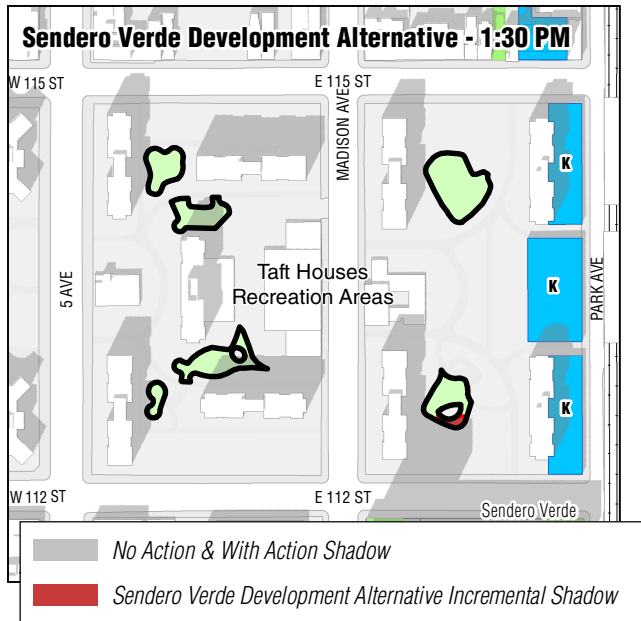 Sendero Verde Development Alternative - 1:30 PM
W 115 ST
E 115 ST
MADISON AVE
K
Taft Houses
Recreation Areas
5 AVE
K
PARK AVE
K
W 112 ST
E 112 ST
Sendero Verde
No Action & With Action Shadow
Sendero Verde Development Alternative Incremental Shadow